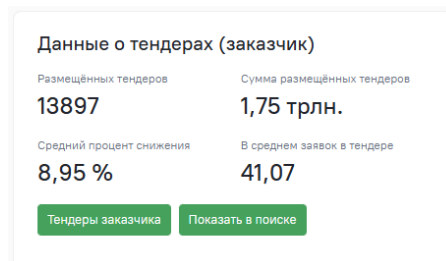 Данные о тендерах (заказчик)
Размещённых тендеров
13897
Сумма размещённых тендеров
1,75 трлн.
Средний процент снижения
8,95 %
В среднем заявок в тендере
41,07
Тендеры заказчика
Показать в поиске